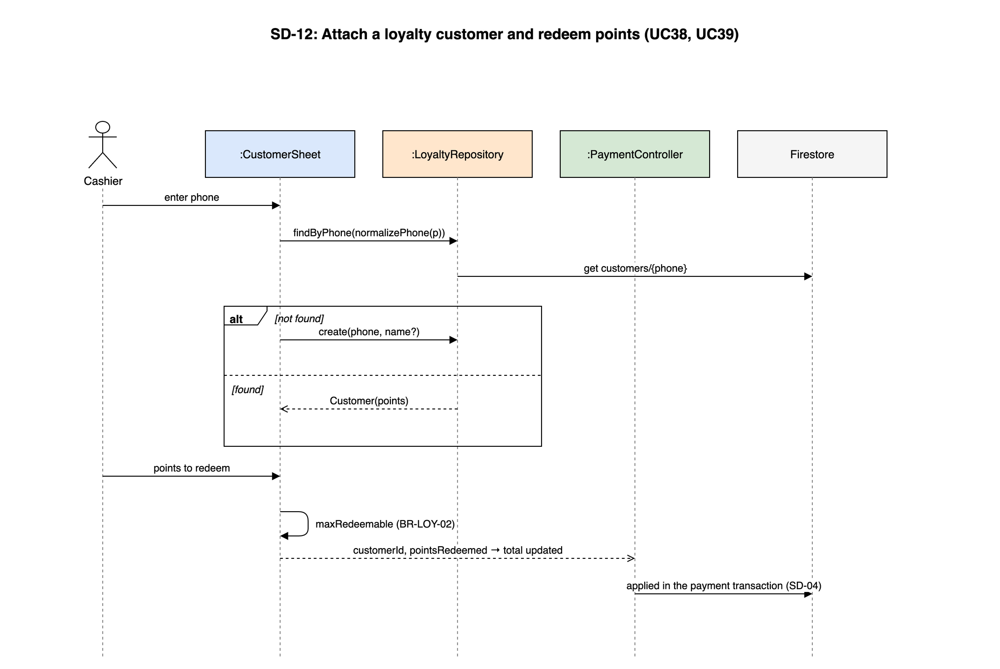 SD-12: Attach a loyalty customer and redeem points (UC38, UC39)
Cashier
:CustomerSheet
:LoyaltyRepository
:PaymentController
Firestore
enter phone
findByPhone(normalizePhone(p))
get customers/{phone}
alt
[not found]
create(phone, name?)
[found]
Customer(points)
points to redeem
maxRedeemable (BR-LOY-02)
customerId, pointsRedeemed → total updated
applied in the payment transaction (SD-04)